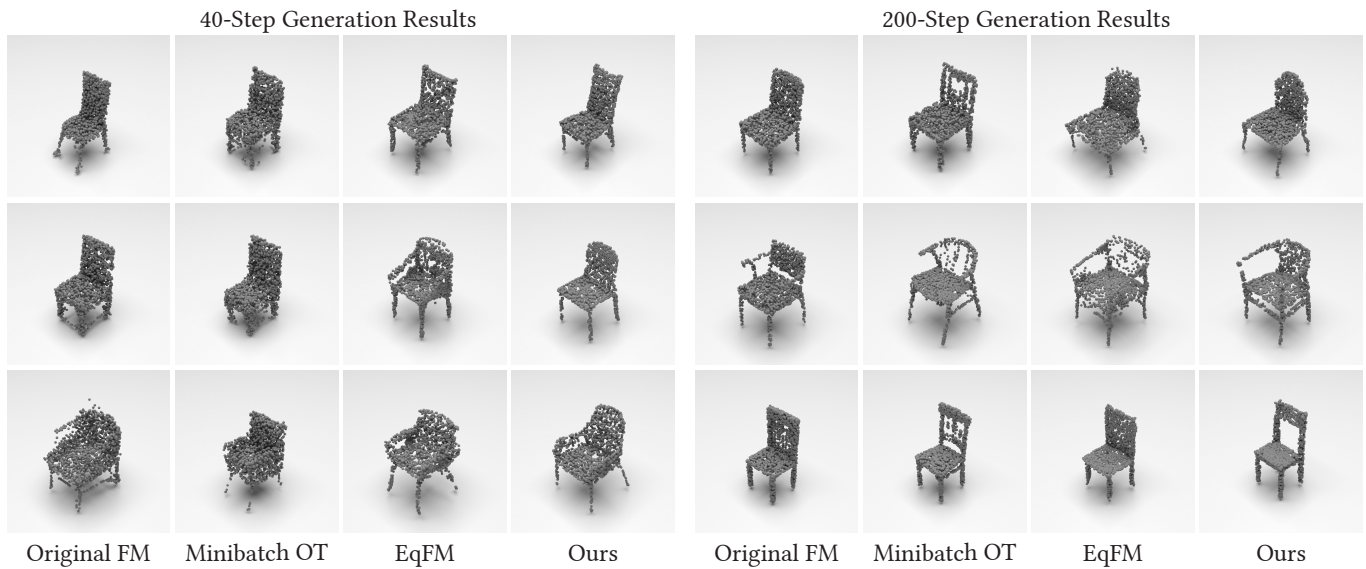 40-Step Generation Results
200-Step Generation Results
Original FM
Minibatch OT
EqFM
Ours
Original FM
Minibatch OT
EqFM
Ours